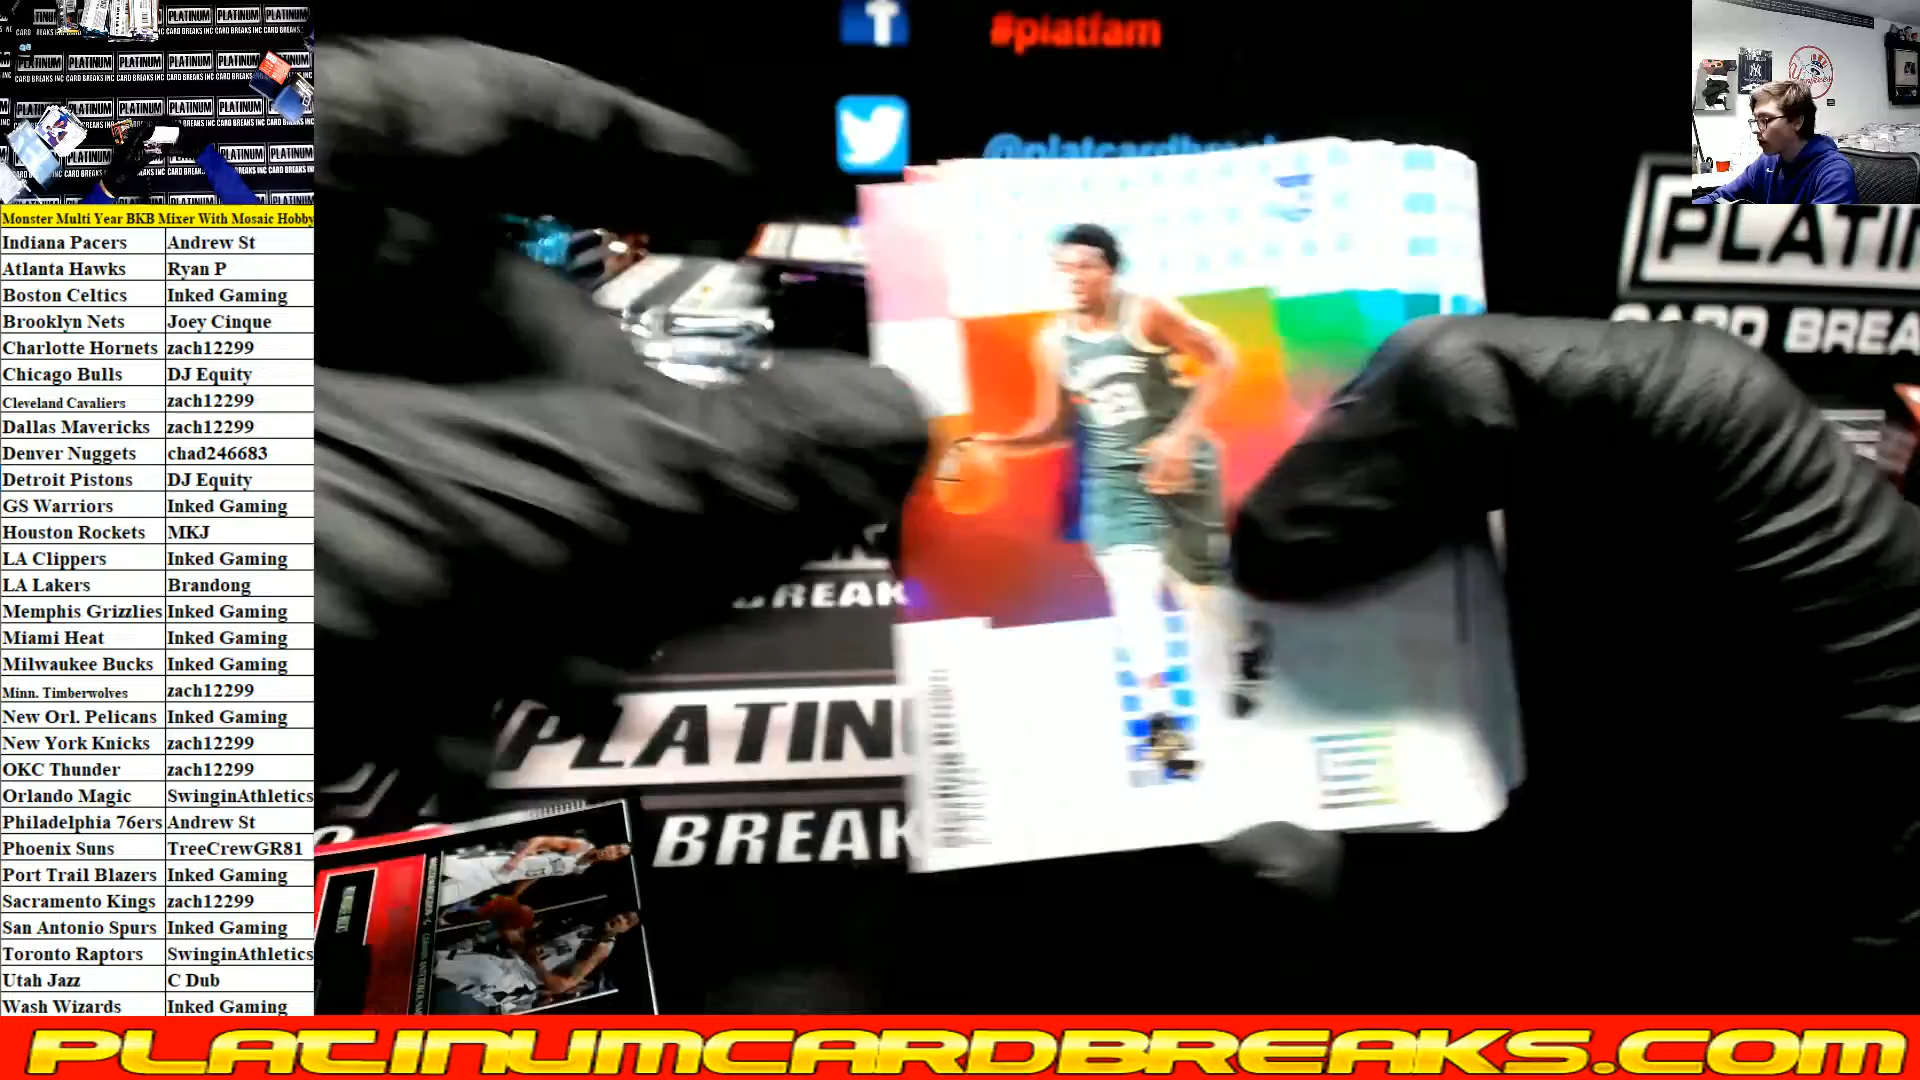 #platfam
@platcardbreak
Monster Multi Year BKB Mixer With Mosaic Hobby
Indiana Pacers Andrew St
Atlanta Hawks Ryan P
Boston Celtics Inked Gaming
Brooklyn Nets Joey Cinque
Charlotte Hornets zach12299
Chicago Bulls DJ Equity
Cleveland Cavaliers zach12299
Dallas Mavericks zach12299
Denver Nuggets chad246683
Detroit Pistons DJ Equity
GS Warriors Inked Gaming
Houston Rockets MKJ
LA Clippers Inked Gaming
LA Lakers Brandong
Memphis Grizzlies Inked Gaming
Miami Heat Inked Gaming
Milwaukee Bucks Inked Gaming
Minn. Timberwolves zach12299
New Orl. Pelicans Inked Gaming
New York Knicks zach12299
OKC Thunder zach12299
Orlando Magic SwinginAthletics
Philadelphia 76ers Andrew St
Phoenix Suns TreeCrewGR81
Port Trail Blazers Inked Gaming
Sacramento Kings zach12299
San Antonio Spurs Inked Gaming
Toronto Raptors SwinginAthletics
Utah Jazz C Dub
Wash Wizards Inked Gaming
PLATIN
CARD BREA
BREAK
PLATIN
BREAK
PLATINUM
CARD BREAKS INC
PLATINUMCARDBREAKS.COM